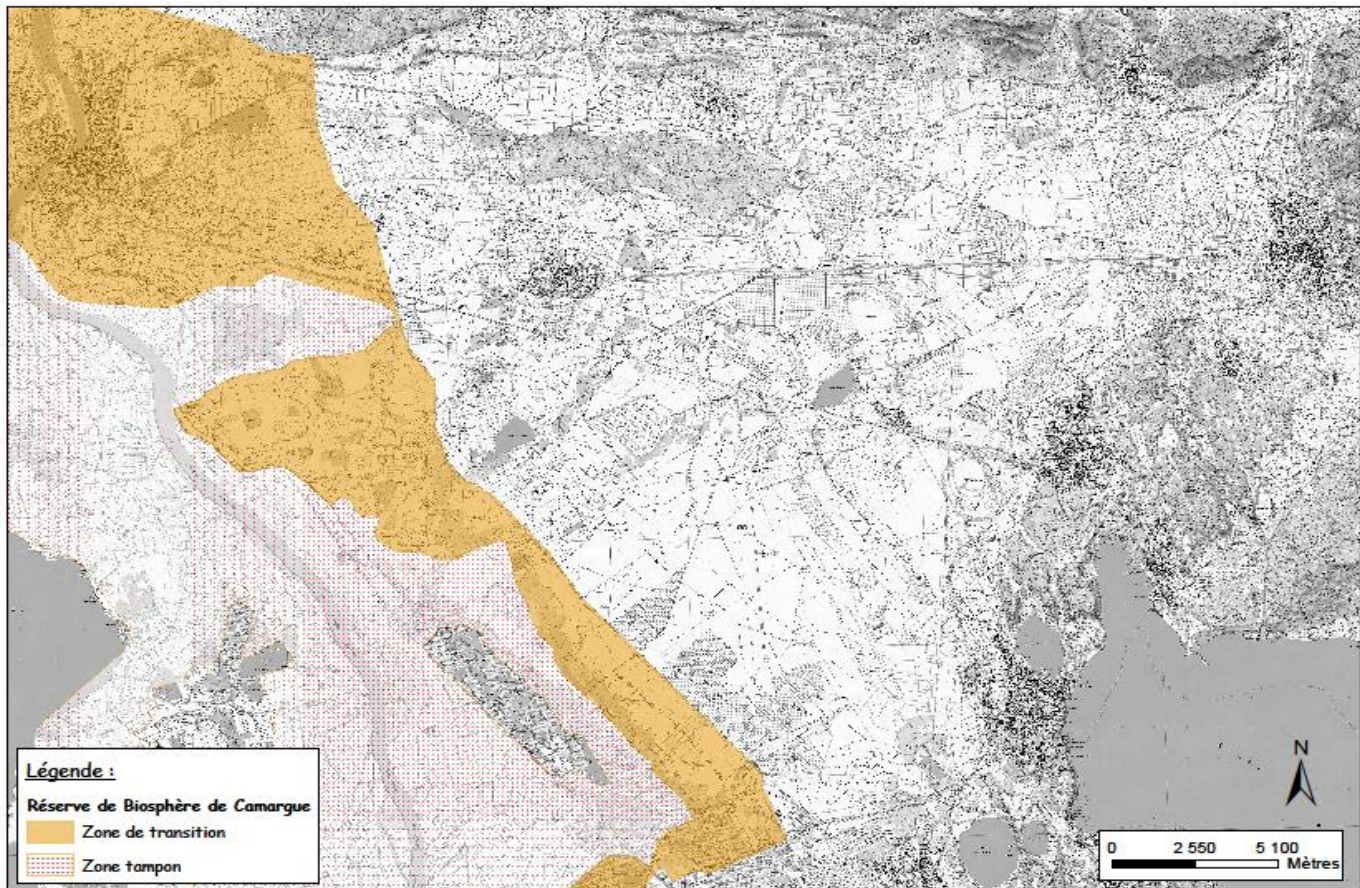 Légende :
Réserve de Biosphère de Camargue
Zone de transition
Zone tampon
N
0 2 550 5 100
Mètres